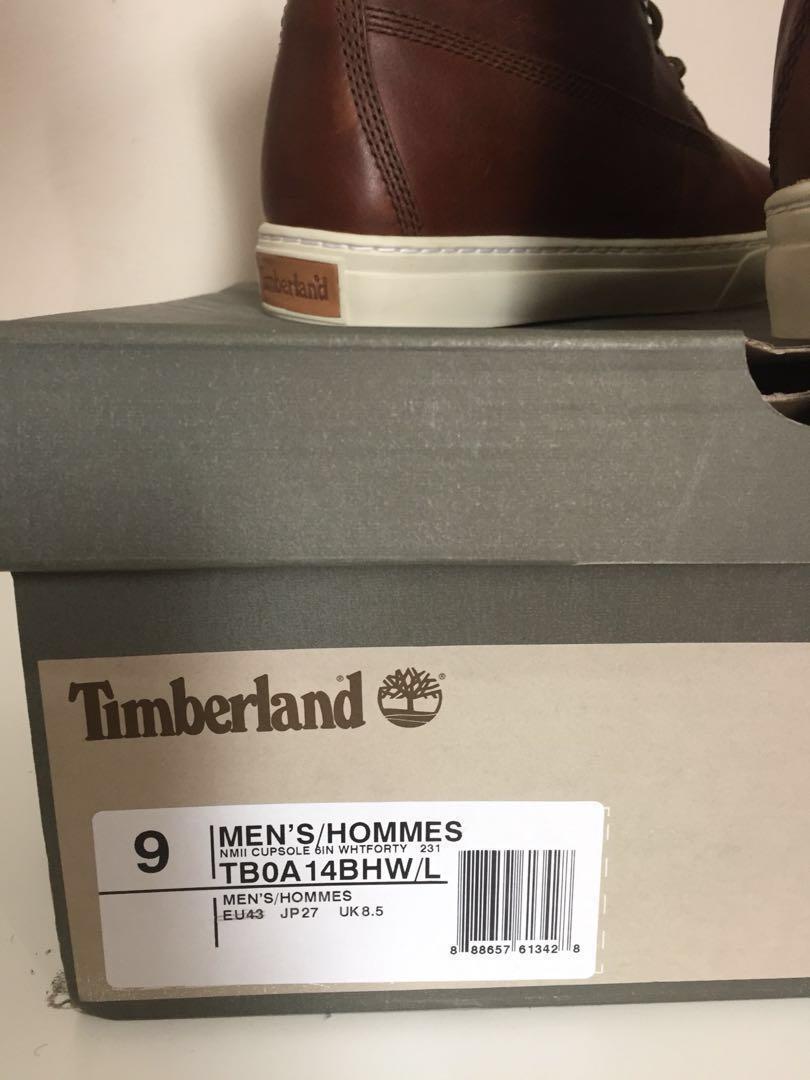 Timberland
Timberland® ®
9
MEN'S/HOMMES
NMII CUPSOLE 6IN WHTFORTY 231
TB0A14BHW/L
MEN'S/HOMMES
EU43 JP27 UK8.5
8 88657 61342 8